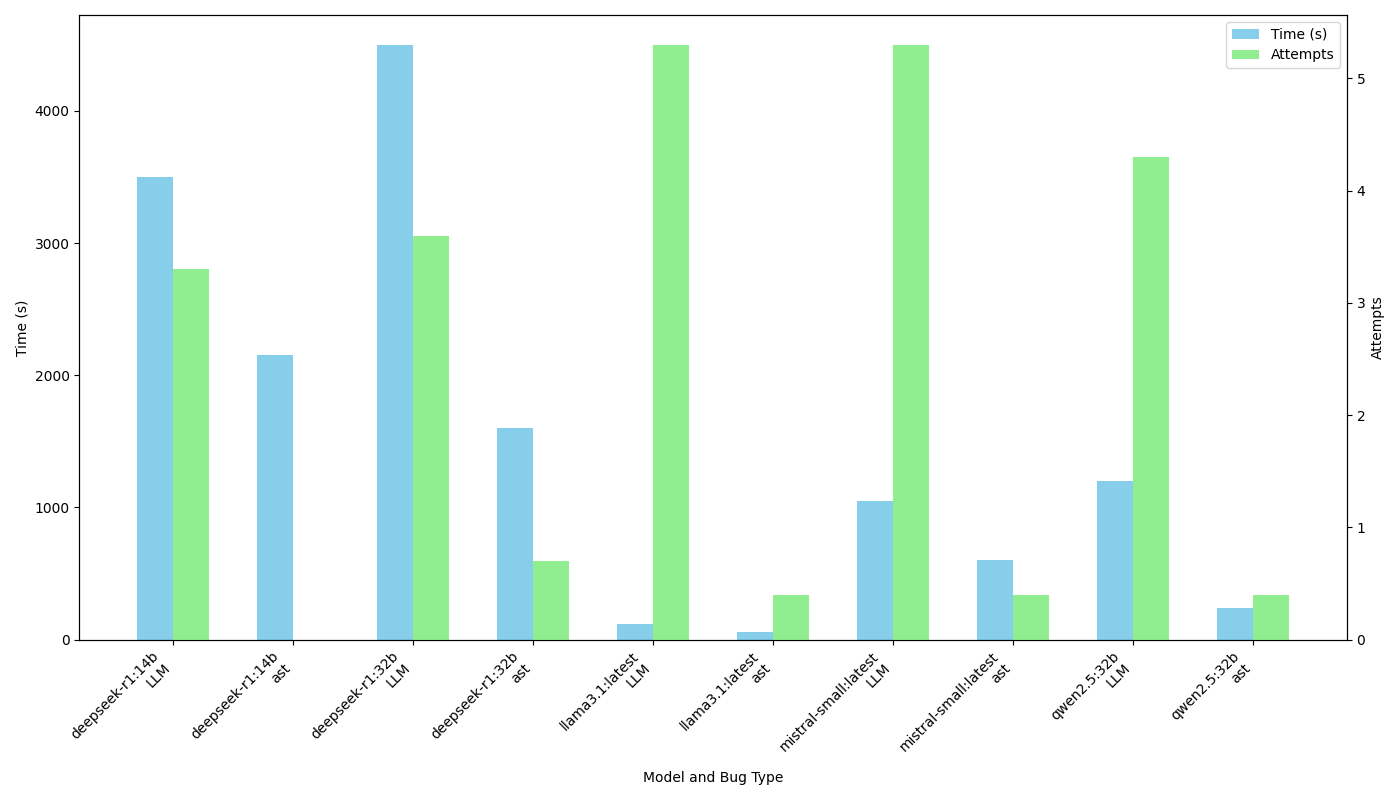 Time (s)
Attempts
4000
3000
2000
1000
0
Time (s)
5
4
3
2
1
0
Attempts
deepseek-r1:14b
LLM
deepseek-r1:14b
ast
deepseek-r1:32b
LLM
deepseek-r1:32b
ast
llama3.1:latest
LLM
llama3.1:latest
ast
mistral-small:latest
LLM
mistral-small:latest
ast
qwen2.5:32b
LLM
qwen2.5:32b
ast
Model and Bug Type